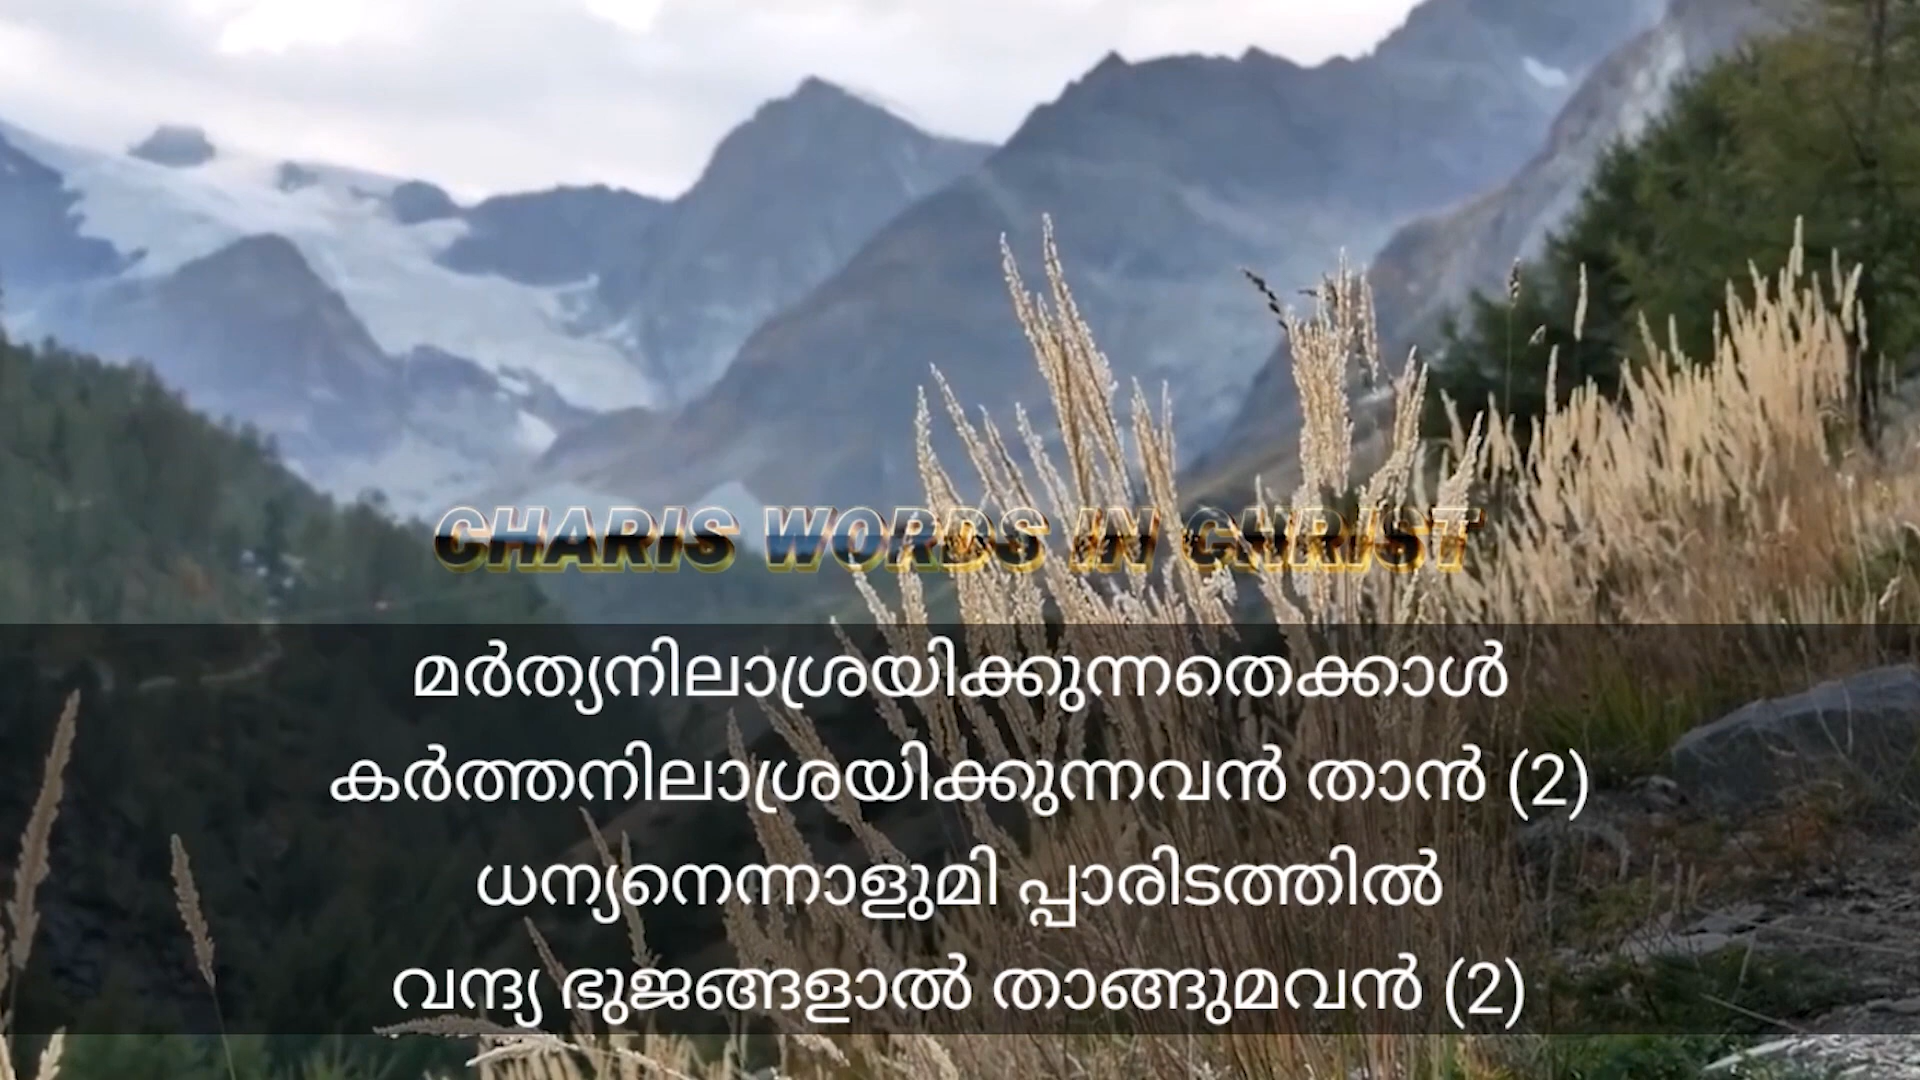 CHARIS WORDS IN CHRIST
മർത്യനിലാശ്രയിക്കുന്നതെക്കാൾ
കർത്തനിലാശ്രയിക്കുന്നവൻ താൻ (2)
ധന്യനെന്നാളുമി പ്പാരിടത്തിൽ
വന്ദ്യ ഭുജങ്ങളാൽ താങ്ങുമവൻ (2)